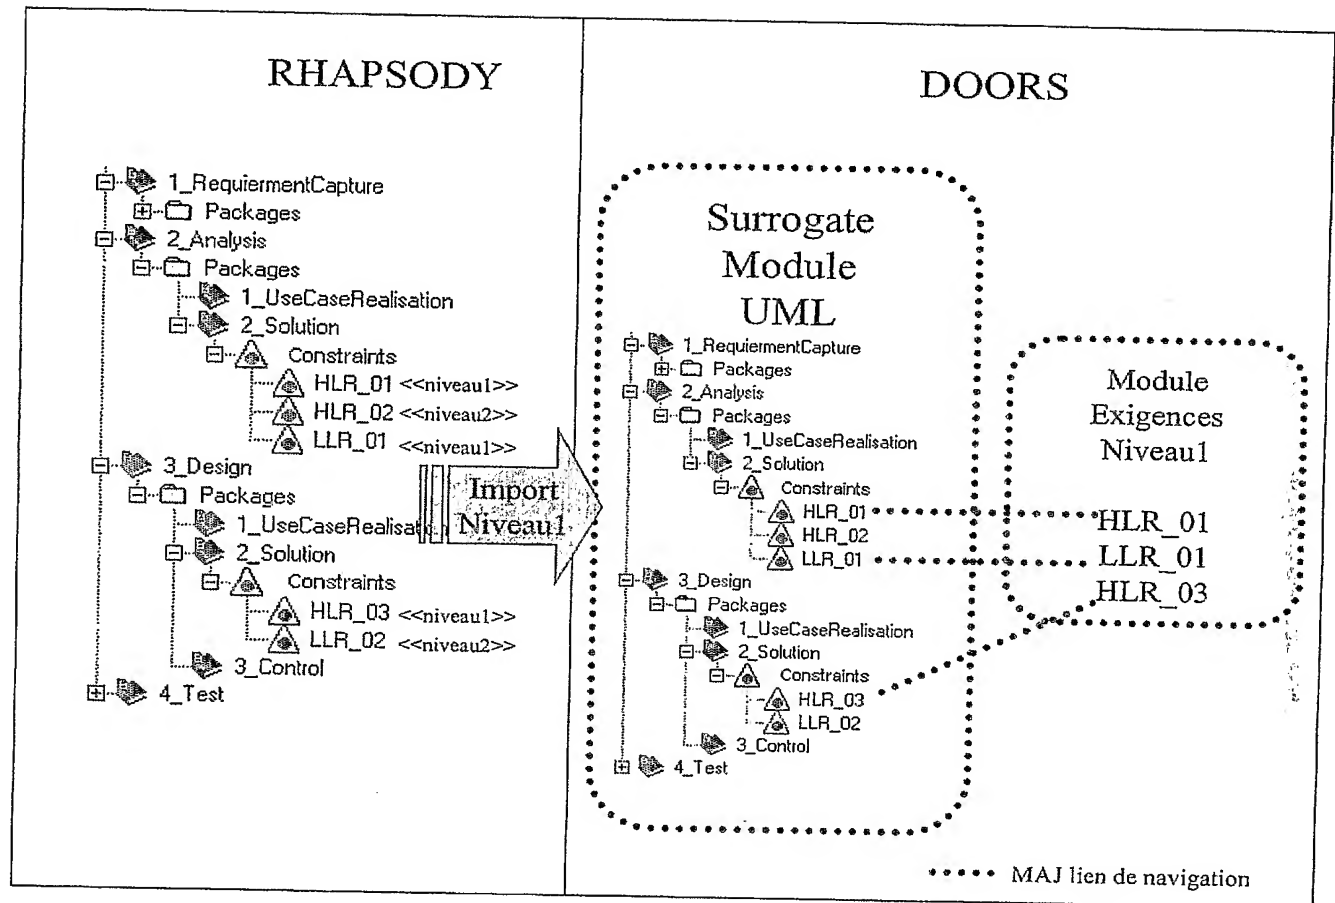 RHAPSODY
1_RequiermentCapture
Packages
2_Analysis
Packages
1_UseCaseRealisation
2_Solution
Constraints
HLR_01 <<niveau1>>
HLR_02 <<niveau2>>
LLR_01 <<niveau1>>
3_Design
Packages
1_UseCaseRealisation
2_Solution
Constraints
HLR_03 <<niveau1>>
LLR_02 <<niveau2>>
3_Control
4_Test
Import
Niveau1
DOORS
Surrogate
Module
UML
1_RequiermentCapture
Packages
2_Analysis
Packages
1_UseCaseRealisation
2_Solution
Constraints
HLR_01
HLR_02
LLR_01
3_Design
Packages
1_UseCaseRealisation
2_Solution
Constraints
HLR_03
LLR_02
3_Control
4_Test
Module
Exigences
Niveau1
HLR_01
LLR_01
HLR_03
MAJ lien de navigation